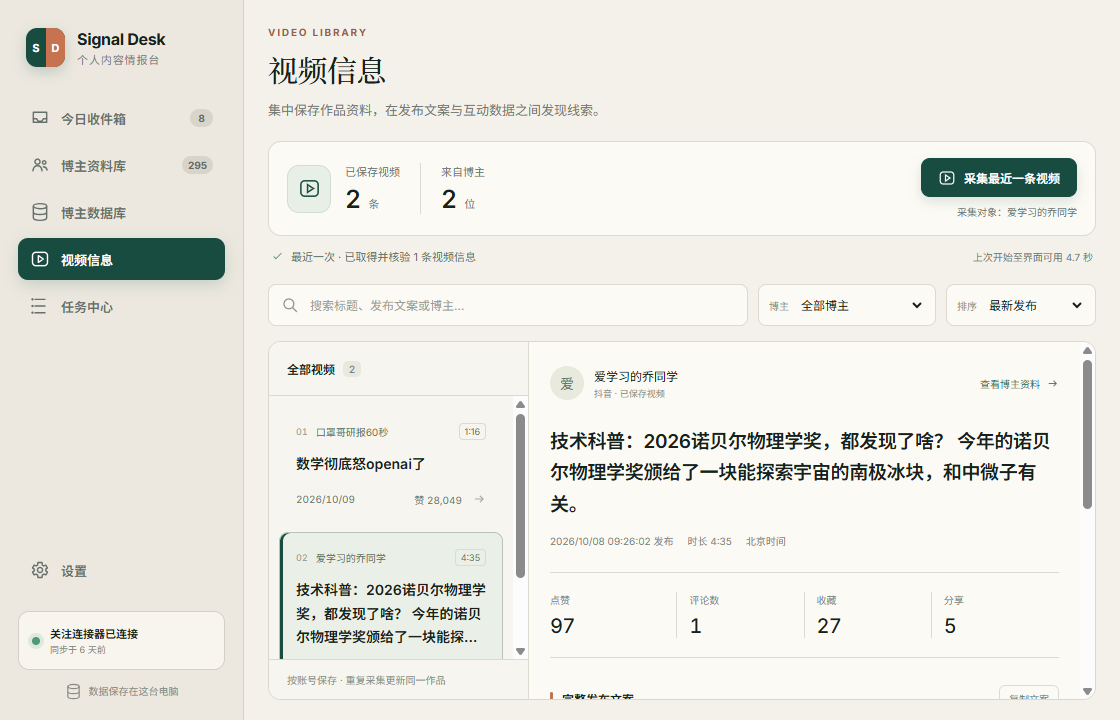 S D
Signal Desk
个人内容情报台
今日收件箱
8
博主资料库
295
博主数据库
视频信息
任务中心
设置
关注连接器已连接
同步于 6 天前
数据保存在这台电脑
VIDEO LIBRARY
视频信息
集中保存作品资料，在发布文案与互动数据之间发现线索。
已保存视频
2 条
来自博主
2 位
采集最近一条视频
采集对象：爱学习的乔同学
最近一次 · 已取得并核验 1 条视频信息
上次开始至界面可用 4.7 秒
搜索标题、发布文案或博主...
博主 全部博主
排序 最新发布
全部视频 2
01 口罩哥研报60秒 1:16
数学彻底怒openai了
2026/10/09 赞 28,049 →
02 爱学习的乔同学 4:35
技术科普：2026诺贝尔物理学
奖，都发现了啥？ 今年的诺贝
尔物理学奖颁给了一块能探...
按账号保存 · 重复采集更新同一作品
爱
爱学习的乔同学
抖音 · 已保存视频
查看博主资料 →
技术科普：2026诺贝尔物理学奖，都发现了啥？ 今年的诺贝
尔物理学奖颁给了一块能探索宇宙的南极冰块，和中微子有
关。
2026/10/08 09:26:02 发布 时长 4:35 北京时间
点赞
97
评论数
1
收藏
27
分享
5
完整发布文案
复制文案